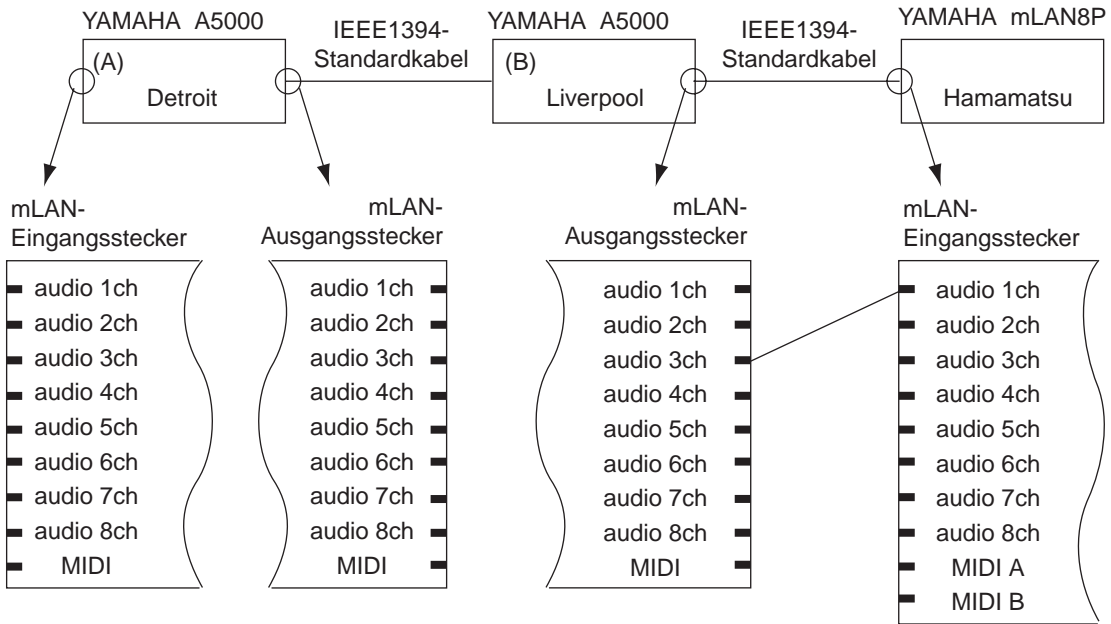 YAMAHA A5000
IEEE1394-
Standardkabel
YAMAHA A5000
IEEE1394-
Standardkabel
YAMAHA mLAN8P
(A)
Detroit
(B)
Liverpool
Hamamatsu
mLAN-
Eingangsstecker
audio 1ch
audio 2ch
audio 3ch
audio 4ch
audio 5ch
audio 6ch
audio 7ch
audio 8ch
MIDI
mLAN-
Ausgangsstecker
audio 1ch
audio 2ch
audio 3ch
audio 4ch
audio 5ch
audio 6ch
audio 7ch
audio 8ch
MIDI
mLAN-
Ausgangsstecker
audio 1ch
audio 2ch
audio 3ch
audio 4ch
audio 5ch
audio 6ch
audio 7ch
audio 8ch
MIDI
mLAN-
Eingangsstecker
audio 1ch
audio 2ch
audio 3ch
audio 4ch
audio 5ch
audio 6ch
audio 7ch
audio 8ch
MIDI A
MIDI B